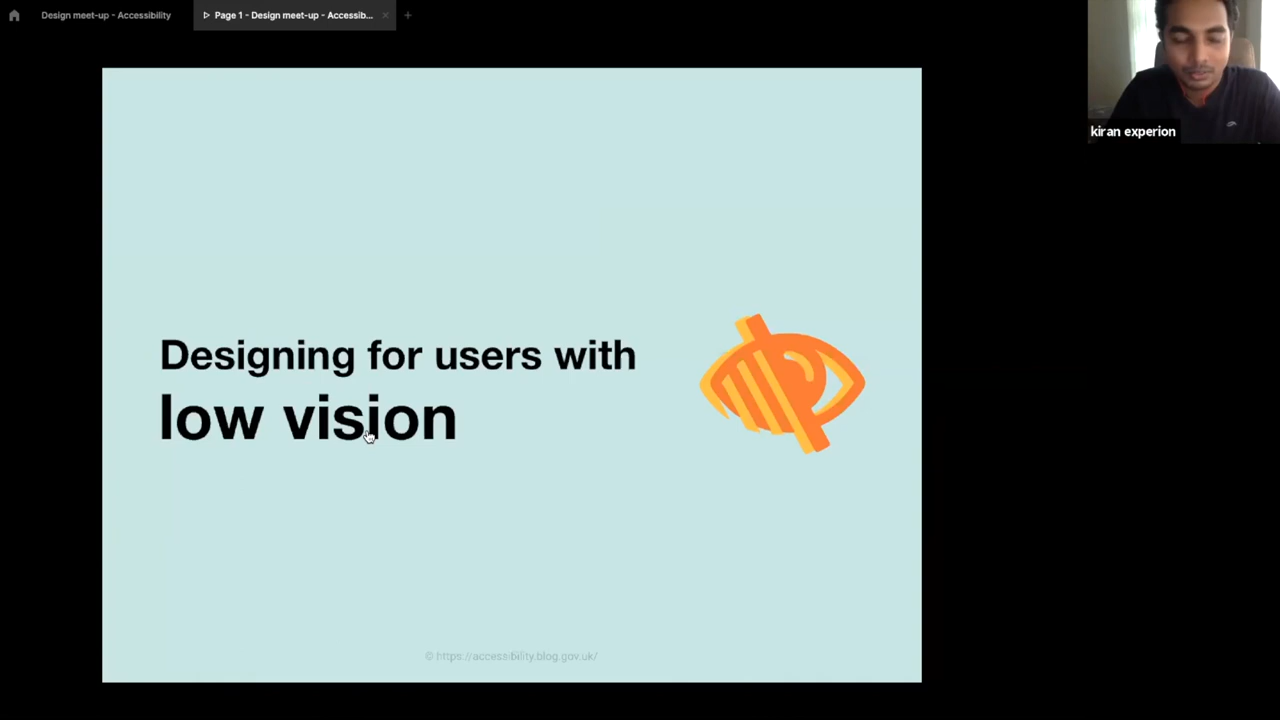 Design meet-up - Accessibility
Page 1 - Design meet-up - Accessib...
kiran experion
Designing for users with
low vision
© https://accessibility.blog.gov.uk/